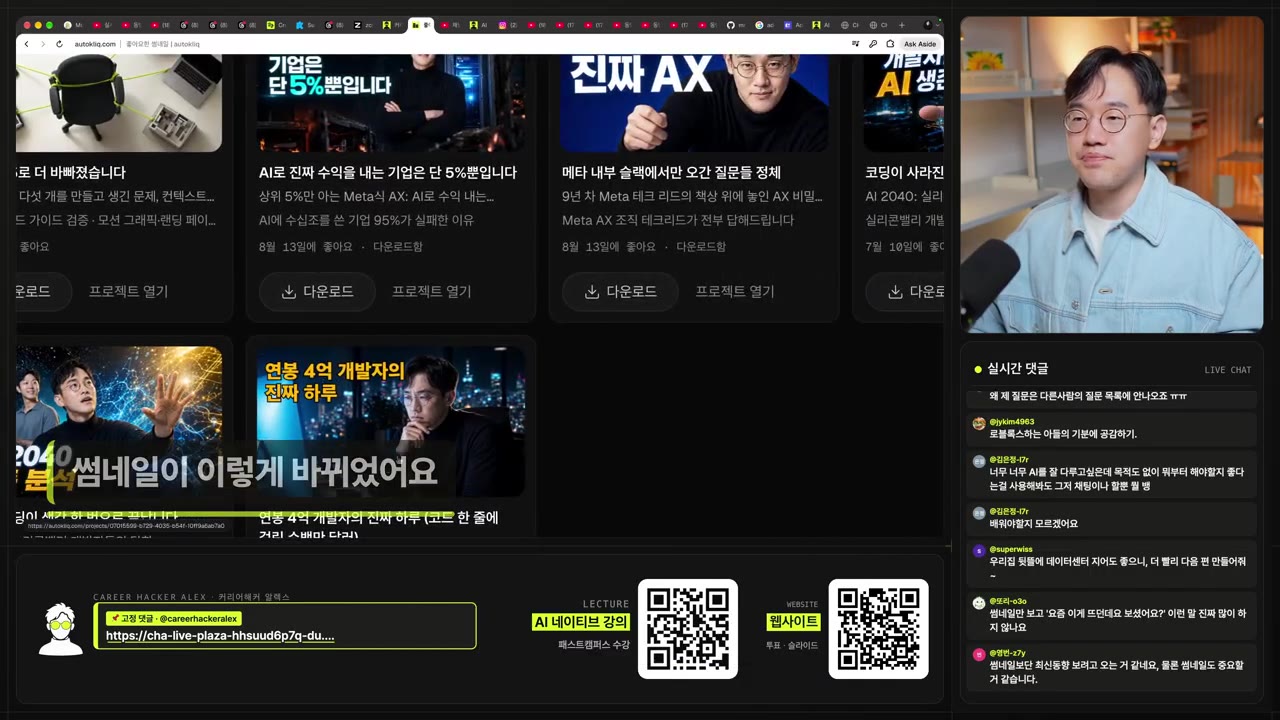 autokliq.com | 좋아요한 썸네일 | autokliq
Ask Aside
기업은
단 5%뿐입니다
진짜 AX
AI 생존
로 더 바빠졌습니다
다섯 개를 만들고 생긴 문제, 컨텍스트...
드 가이드 검증 · 모션 그래픽·랜딩 페이...
좋아요
운로드
프로젝트 열기
AI로 진짜 수익을 내는 기업은 단 5%뿐입니다
상위 5%만 아는 Meta식 AX: AI로 수익 내는...
AI에 수십조를 쓴 기업 95%가 실패한 이유
8월 13일에 좋아요 · 다운로드함
다운로드
프로젝트 열기
메타 내부 슬랙에서만 오간 질문들 정체
9년 차 Meta 테크 리드의 책상 위에 놓인 AX 비밀...
Meta AX 조직 테크리드가 전부 답해드립니다
8월 13일에 좋아요 · 다운로드함
다운로드
프로젝트 열기
코딩이 사라진
AI 2040: 실리
실리콘밸리 개발
7월 10일에 좋
다운로
2040
분석
연봉 4억 개발자의
진짜 하루
썸네일이 이렇게 바뀌었어요
연봉 4억 개발자의 진짜 하루 (코드 한 줄에
걸린 수백만 달러)
CAREER HACKER ALEX · 커리어해커 알렉스
📌 고정 댓글 · @careerhackeralex
https://cha-live-plaza-hhsuud6p7q-du....
LECTURE
AI 네이티브 강의
패스트캠퍼스 수강
WEBSITE
웹사이트
투표 · 슬라이드
실시간 댓글
LIVE CHAT
왜 제 질문은 다른사람의 질문 목록에 안나오죠 ㅠㅠ
@jykim4963
로블록스하는 아들의 기분에 공감하기.
@김은정-l7r
너무 너무 AI를 잘 다루고싶은데 목적도 없이 뭐부터 해야할지 좋다
는걸 사용해봐도 그저 채팅이나 할뿐 뭘 뱅
@김은정-l7r
배워야할지 모르겠어요
@superwiss
우리집 뒷뜰에 데이터센터 지어도 좋으니, 더 빨리 다음 편 만들어줘
~
@또리-o3o
썸네일만 보고 '요즘 이게 뜨던데요 보셨어요?' 이런 말 진짜 많이 하
지 않나요
@영번-z7y
썸네일보단 최신동향 보려고 오는 거 같네요, 물론 썸네일도 중요할
거 같습니다.